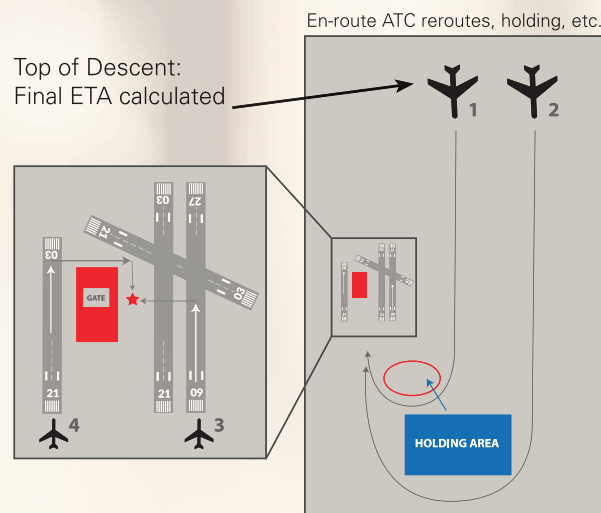 En-route ATC reroutes, holding, etc.
Top of Descent:
Final ETA calculated
1
2
03
27
21
03
GATE
03
21
21
09
4
3
HOLDING AREA